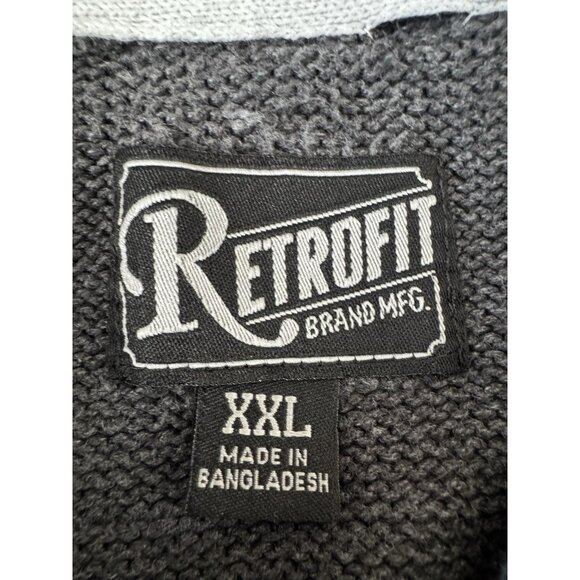 RETROFIT
BRAND MFG.
XXL
MADE IN
BANGLADESH